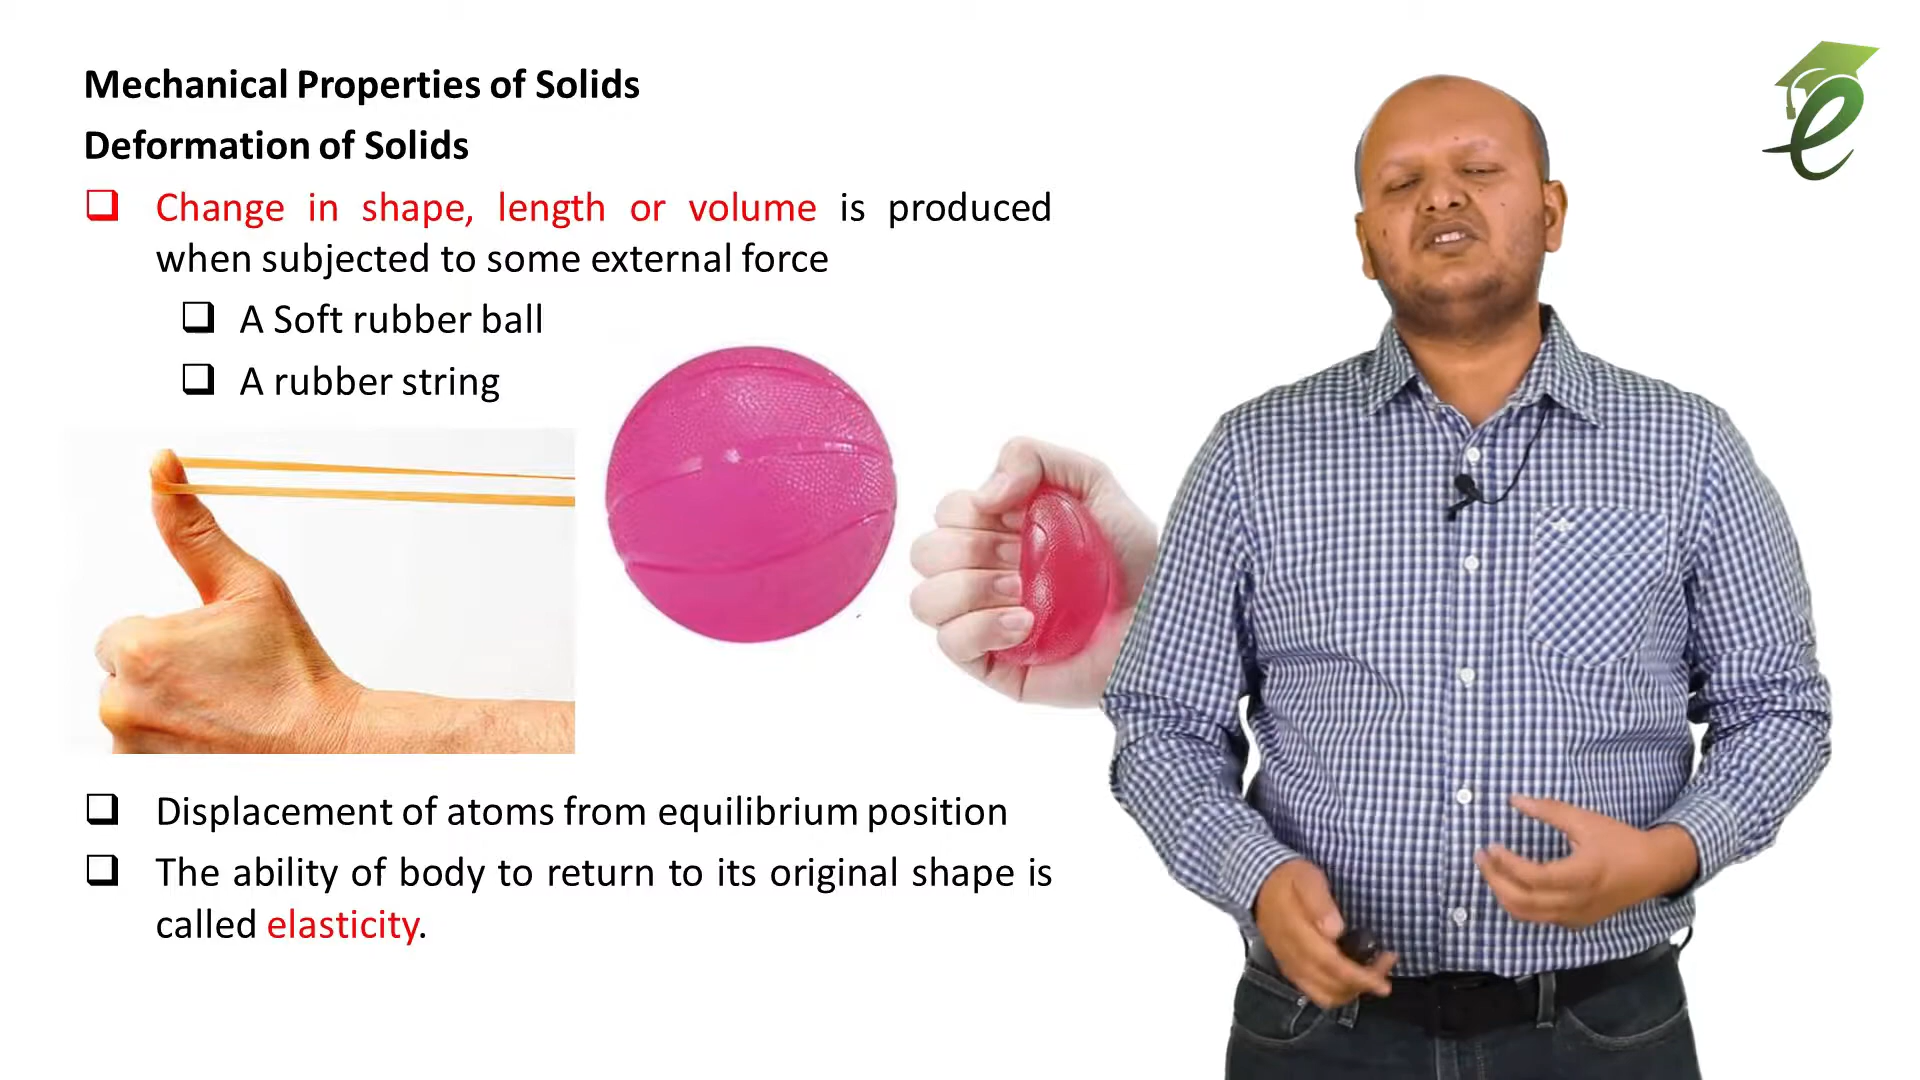 Mechanical Properties of Solids
Deformation of Solids
Change in shape, length or volume is produced
when subjected to some external force
A Soft rubber ball
A rubber string
Displacement of atoms from equilibrium position
The ability of body to return to its original shape is
called elasticity.